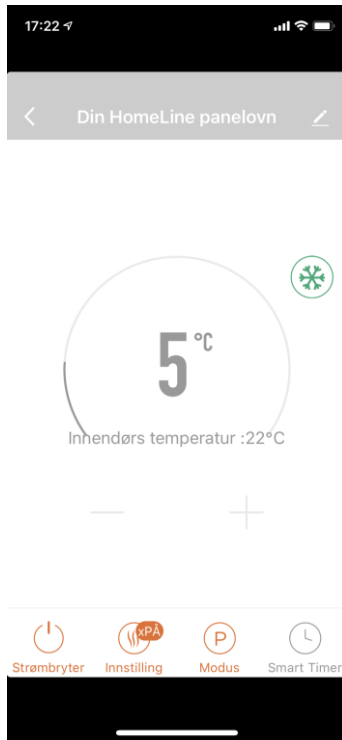 17:22
Din HomeLine panelovn
5 °C
Innendørs temperatur :22°C
xPÅ
P
Strømbryter Innstilling Modus Smart Timer